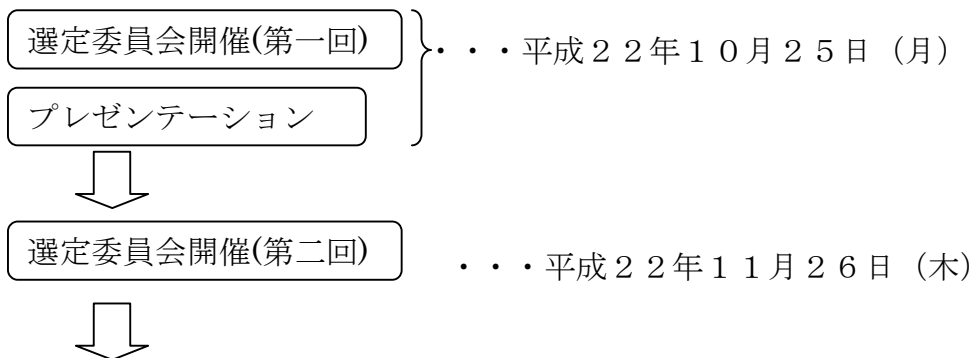 選定委員会開催(第一回)
・・・平成２２年１０月２５日（月）
プレゼンテーション
選定委員会開催(第二回)
・・・平成２２年１１月２６日（木）